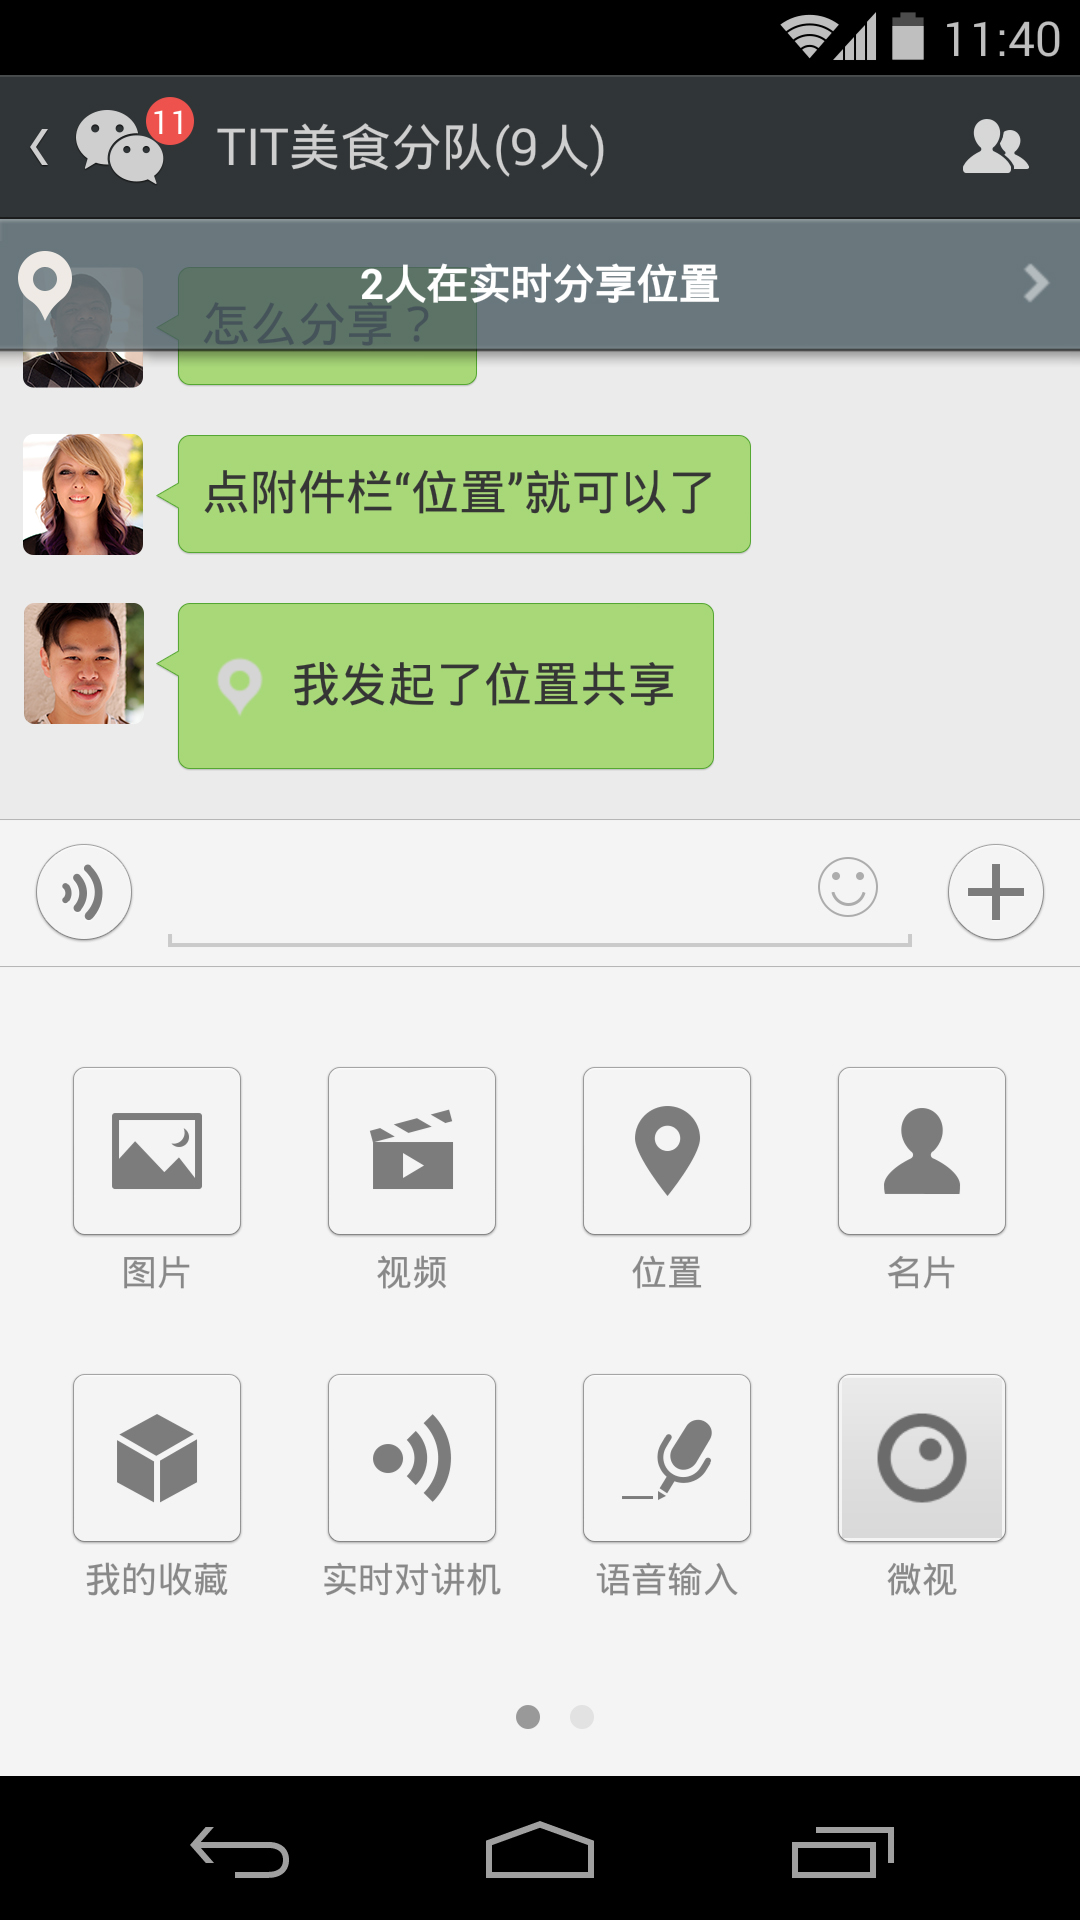 11:40
11
TIT美食分队(9人)
2人在实时分享位置
怎么分享？
点附件栏“位置”就可以了
我发起了位置共享
图片
视频
位置
名片
我的收藏
实时对讲机
语音输入
微视